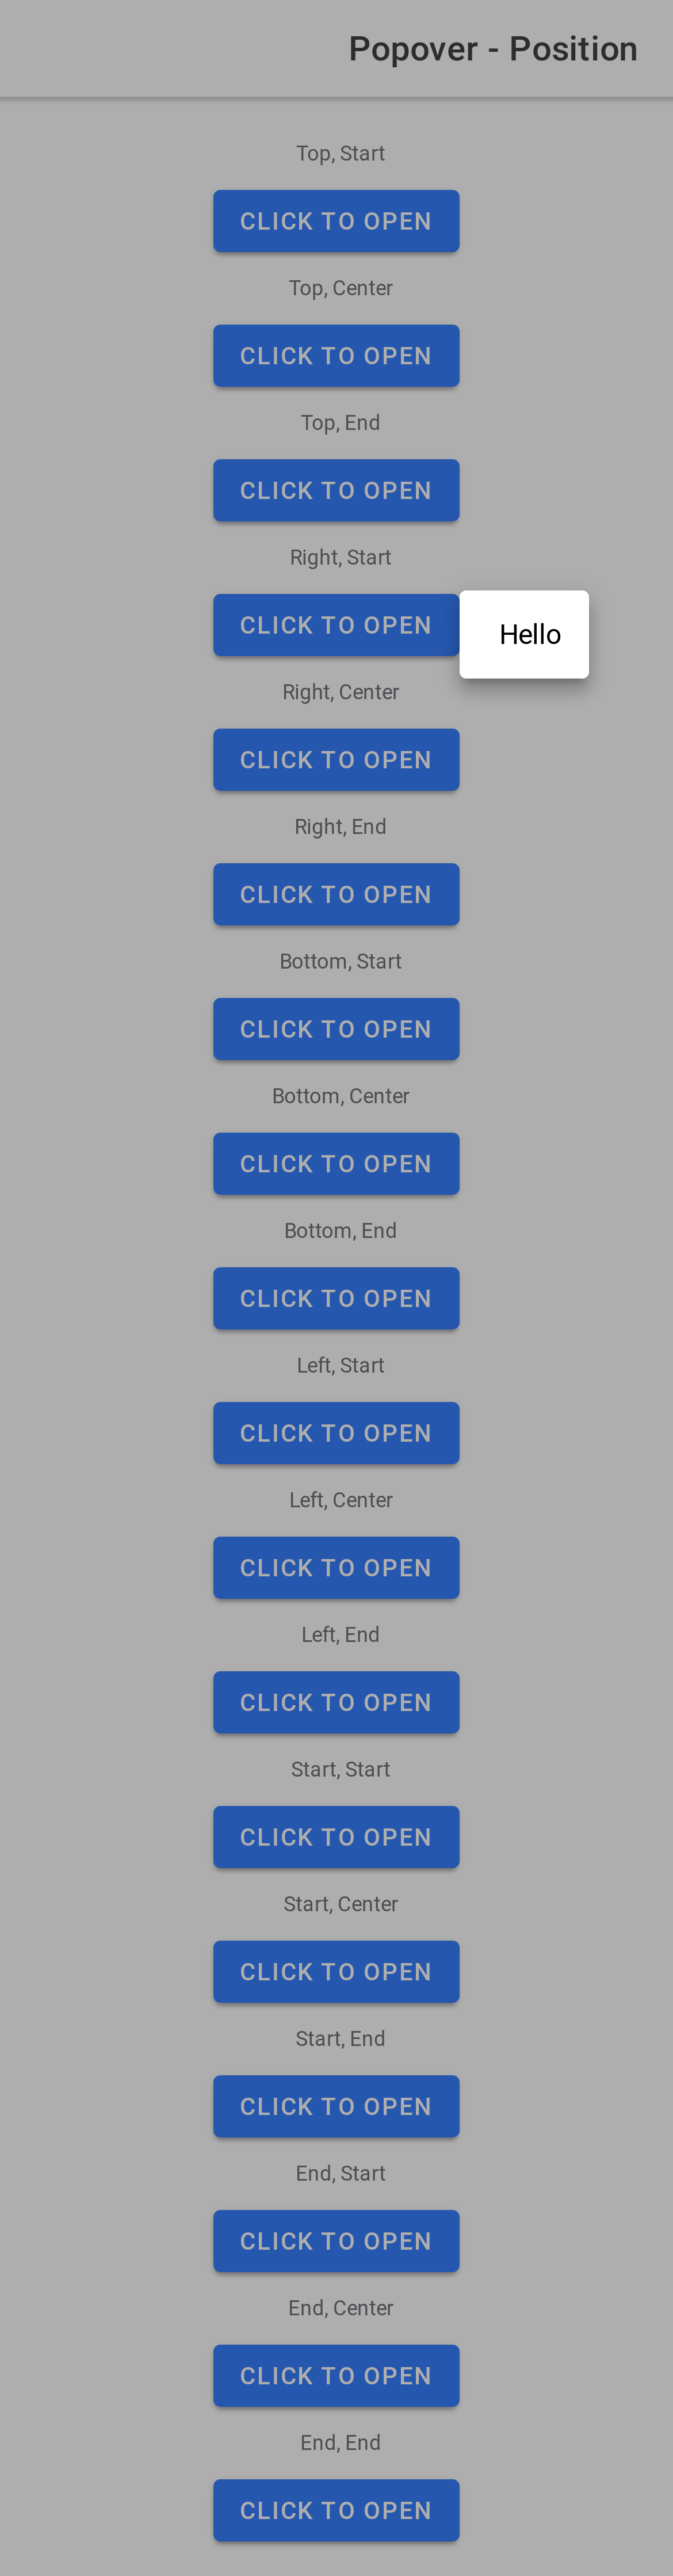 Popover - Position
Top, Start
CLICK TO OPEN
Top, Center
CLICK TO OPEN
Top, End
CLICK TO OPEN
Right, Start
CLICK TO OPEN
Hello
Right, Center
CLICK TO OPEN
Right, End
CLICK TO OPEN
Bottom, Start
CLICK TO OPEN
Bottom, Center
CLICK TO OPEN
Bottom, End
CLICK TO OPEN
Left, Start
CLICK TO OPEN
Left, Center
CLICK TO OPEN
Left, End
CLICK TO OPEN
Start, Start
CLICK TO OPEN
Start, Center
CLICK TO OPEN
Start, End
CLICK TO OPEN
End, Start
CLICK TO OPEN
End, Center
CLICK TO OPEN
End, End
CLICK TO OPEN